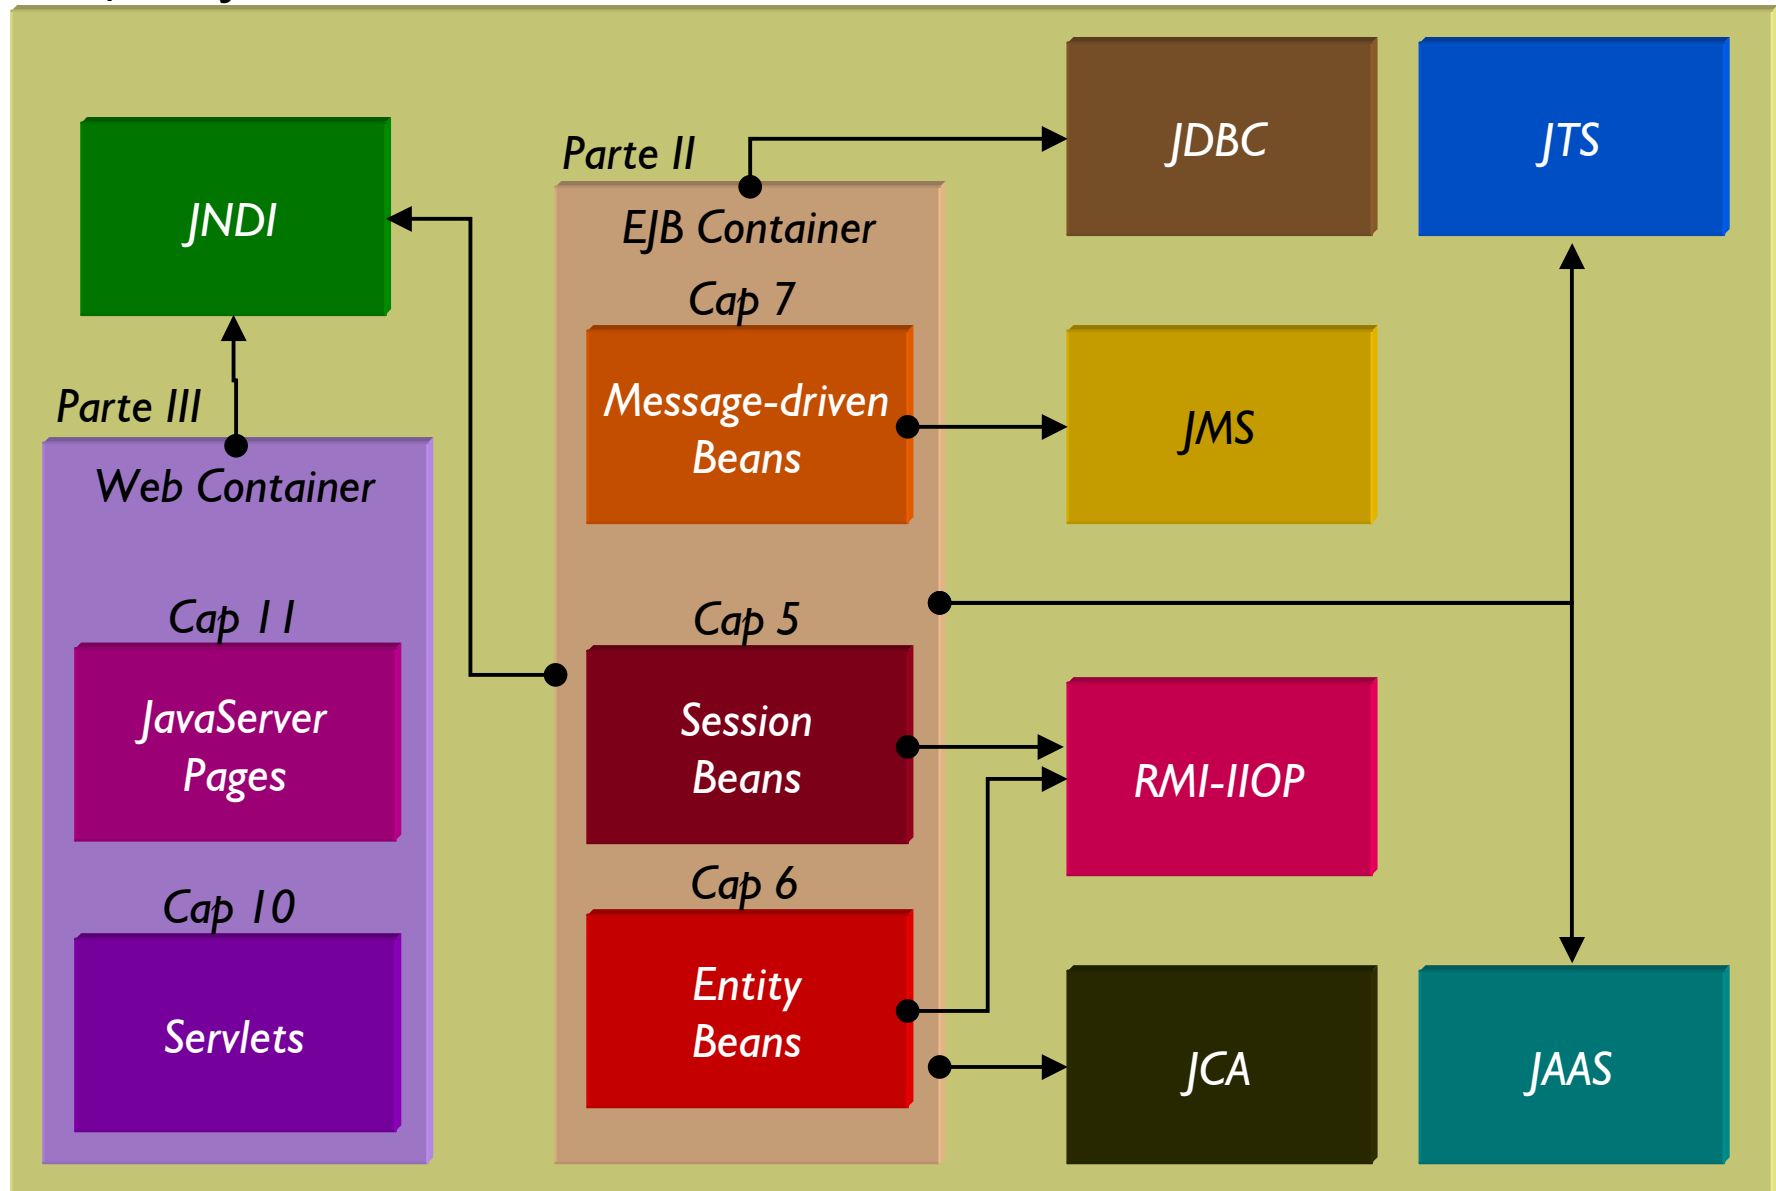 JDBC
JTS
Parte II
JNDI
EJB Container
Cap 7
Message-driven
Beans
JMS
Parte III
Web Container
Cap 11
JavaServer
Pages
Cap 5
Session
Beans
RMI-IIOP
Cap 6
Cap 10
Entity
Beans
Servlets
JCA
JAAS